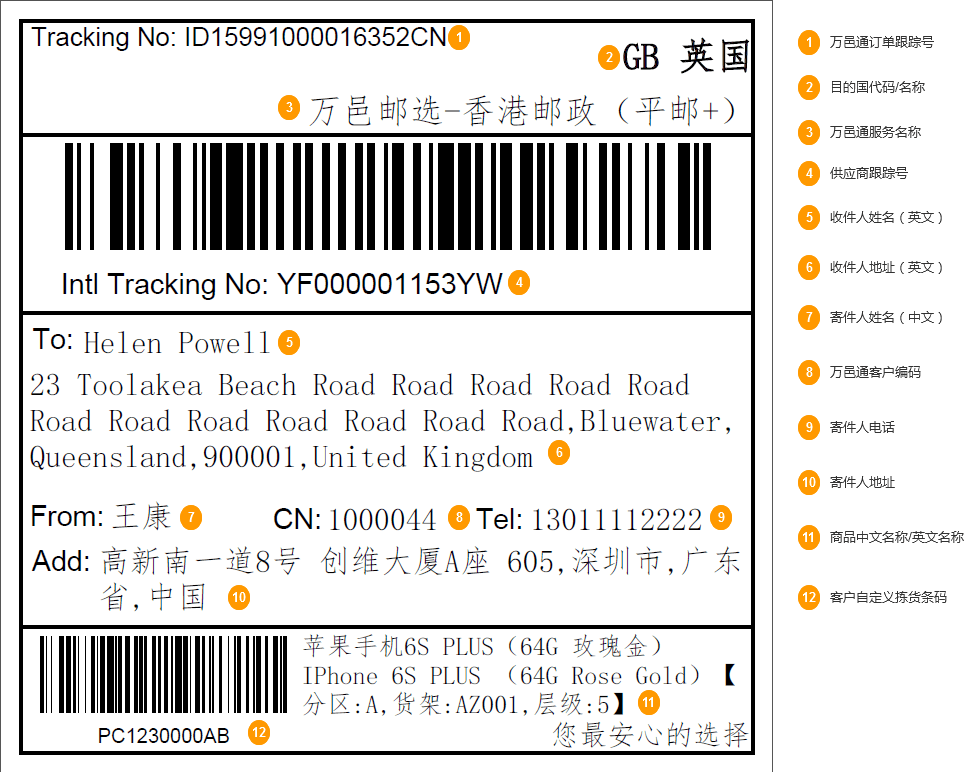 Tracking No: ID15991000016352CN 1
2 GB 英国
3 万邑邮选-香港邮政（平邮+）
Intl Tracking No: YF000001153YW 4
To: Helen Powell 5
23 Toolakea Beach Road Road Road Road Road
Road Road Road Road Road Road Road,Bluewater,
Queensland,900001,United Kingdom 6
From: 王康 7 CN: 1000044 8 Tel: 13011112222 9
Add: 高新南一道8号 创维大厦A座 605,深圳市,广东
省,中国 10
苹果手机6S PLUS（64G 玫瑰金）
IPhone 6S PLUS （64G Rose Gold）【
分区:A,货架:AZ001,层级:5】 11
PC1230000AB 12
您最安心的选择
1 万邑通订单跟踪号
2 目的国代码/名称
3 万邑通服务名称
4 供应商跟踪号
5 收件人姓名（英文）
6 收件人地址（英文）
7 寄件人姓名（中文）
8 万邑通客户编码
9 寄件人电话
10 寄件人地址
11 商品中文名称/英文名称
12 客户自定义拣货条码